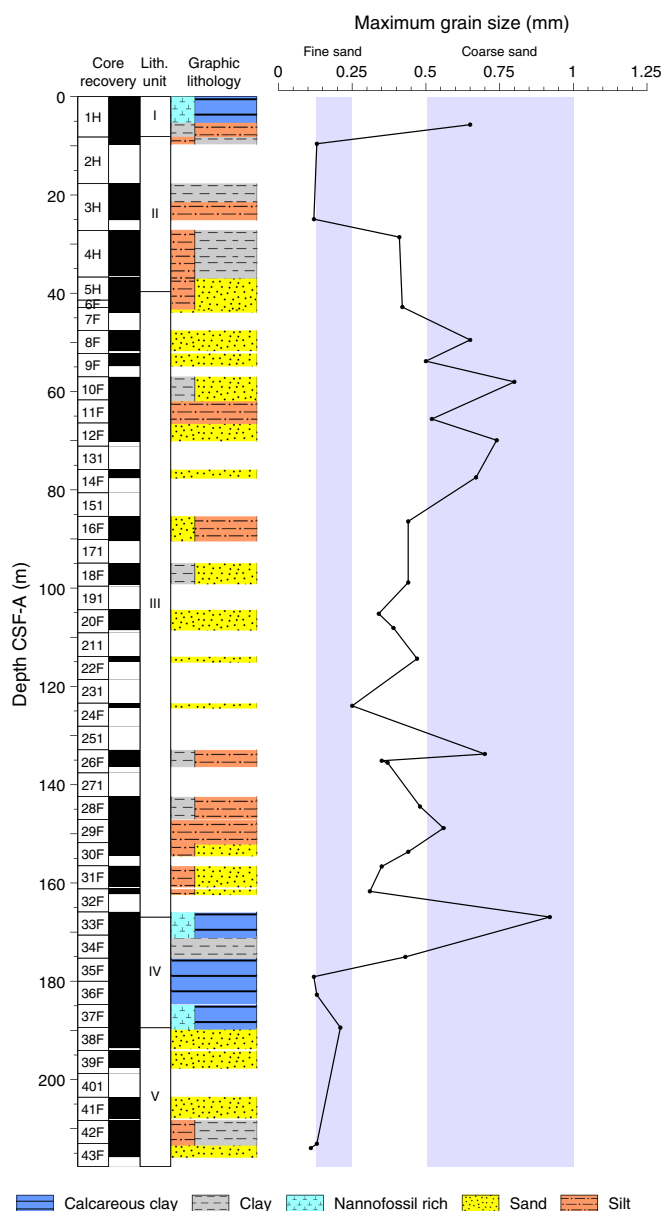 Maximum grain size (mm)
Fine sand Coarse sand
Core recovery Lith. unit Graphic lithology
0 0.25 0.5 0.75 1 1.25
Depth CSF-A (m)
0
20
40
60
80
100
120
140
160
180
200
1H
2H
3H
4H
5H
6F
7F
8F
9F
10F
11F
12F
131
14F
151
16F
171
18F
191
20F
211
22F
231
24F
251
26F
271
28F
29F
30F
31F
32F
33F
34F
35F
36F
37F
38F
39F
401
41F
42F
43F
I
II
III
IV
V
Calcareous clay Clay Nannofossil rich Sand Silt